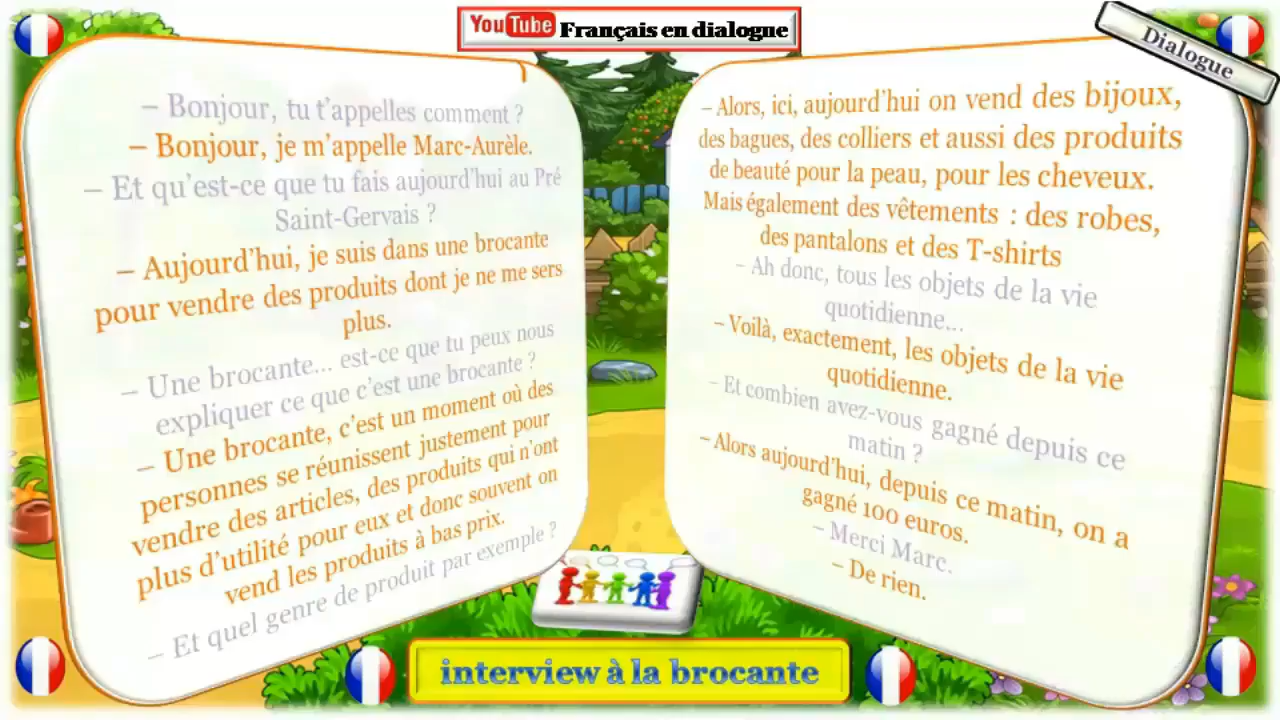 YouTube Français en dialogue
Dialogue
– Bonjour, tu t’appelles comment ?
– Bonjour, je m’appelle Marc-Aurèle.
– Et qu’est-ce que tu fais aujourd’hui au Pré
Saint-Gervais ?
– Aujourd’hui, je suis dans une brocante
pour vendre des produits dont je ne me sers
plus.
– Une brocante... est-ce que tu peux nous
expliquer ce que c’est une brocante ?
– Une brocante, c’est un moment où des
personnes se réunissent justement pour
vendre des articles, des produits qui n’ont
plus d’utilité pour eux et donc souvent on
vend les produits à bas prix.
– Et quel genre de produit par exemple ?
– Alors, ici, aujourd’hui on vend des bijoux,
des bagues, des colliers et aussi des produits
de beauté pour la peau, pour les cheveux.
Mais également des vêtements : des robes,
des pantalons et des T-shirts
– Ah donc, tous les objets de la vie
quotidienne...
– Voilà, exactement, les objets de la vie
quotidienne.
– Et combien avez-vous gagné depuis ce
matin ?
– Alors aujourd’hui, depuis ce matin, on a
gagné 100 euros.
– Merci Marc.
– De rien.
interview à la brocante